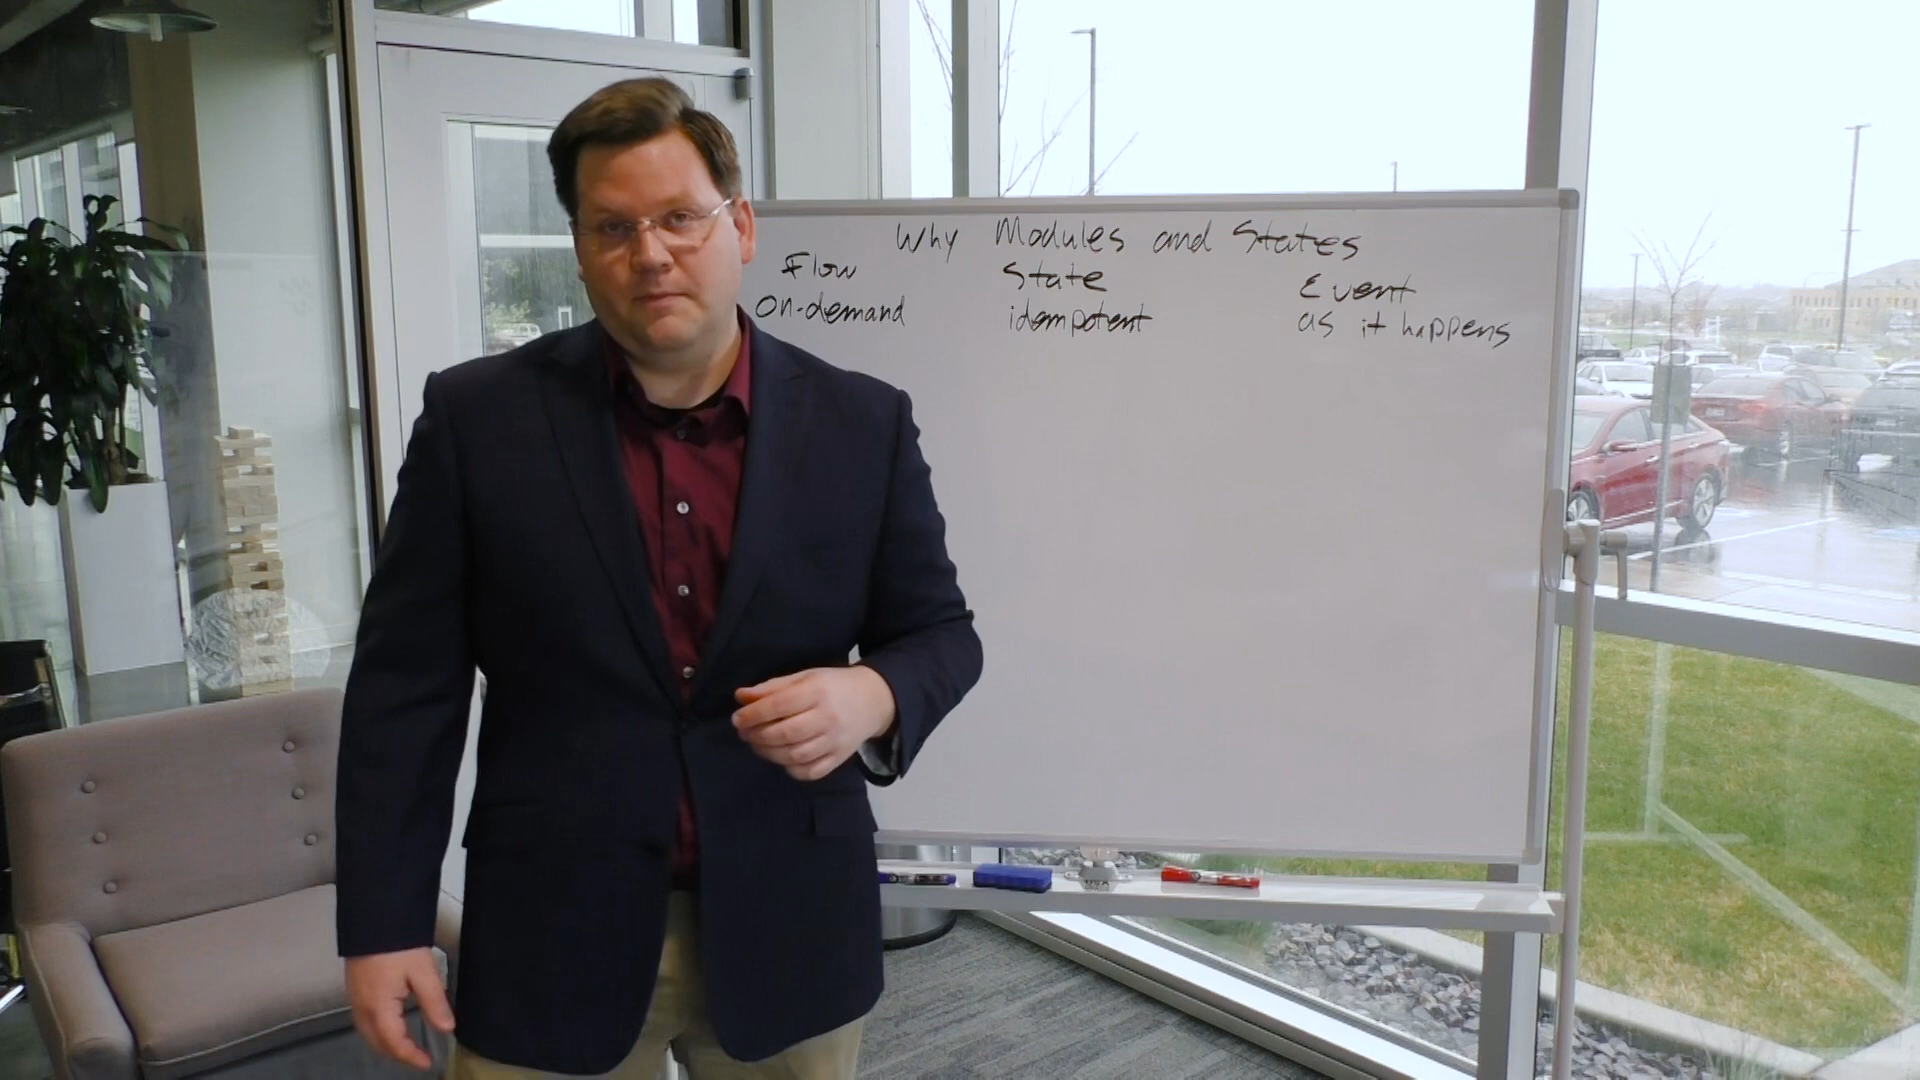 Why Modules and States
Flow State Event
on-demand idempotent as it happens